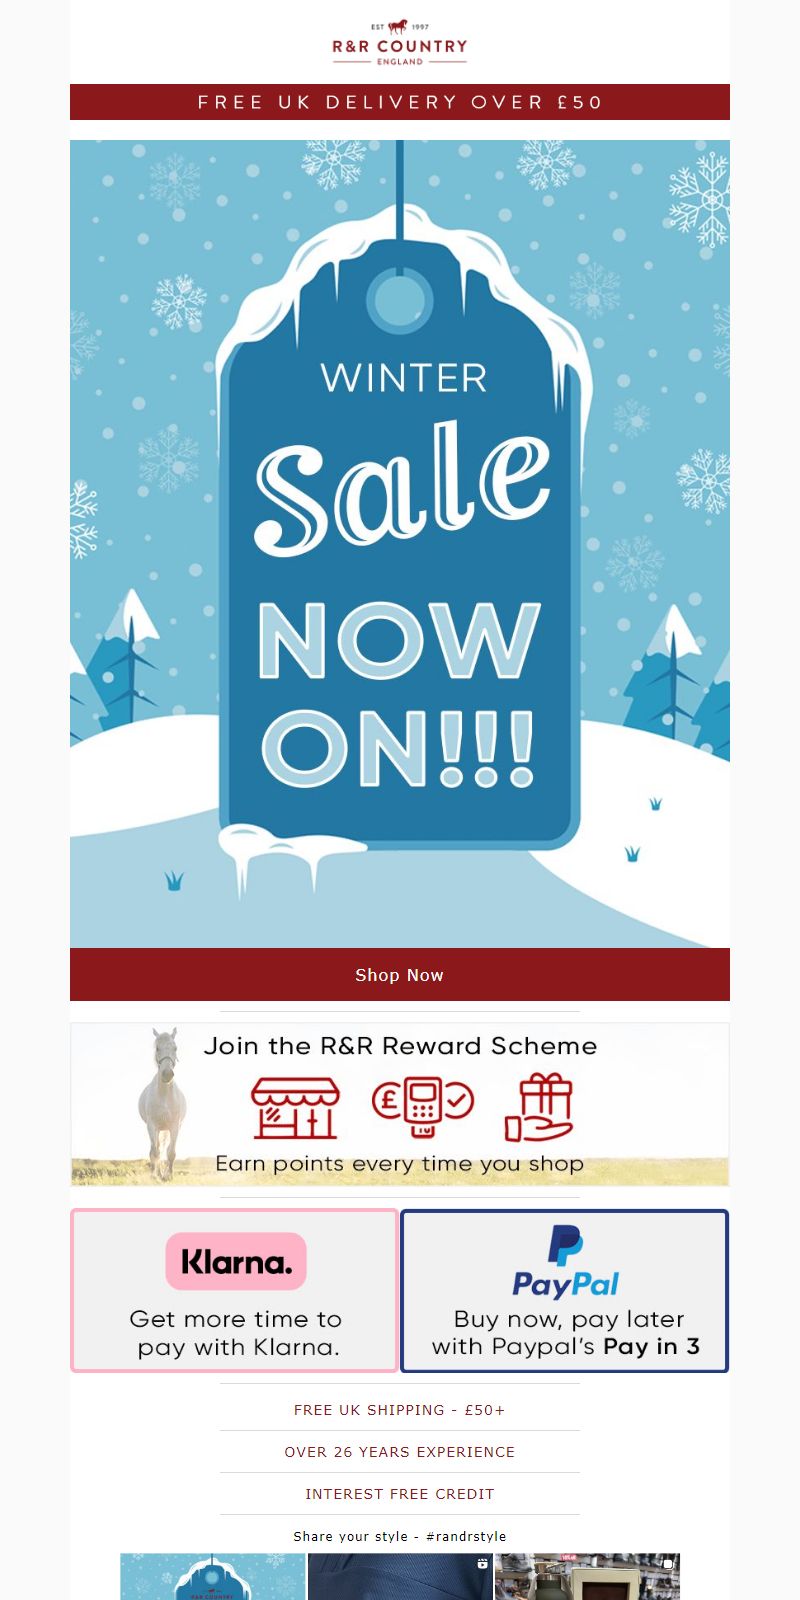 EST 1997
R&R COUNTRY
ENGLAND
FREE UK DELIVERY OVER £50
WINTER
Sale
NOW
ON!!!
Shop Now
Join the R&R Reward Scheme
£
Earn points every time you shop
Klarna.
Get more time to
pay with Klarna.
PayPal
Buy now, pay later
with Paypal's Pay in 3
FREE UK SHIPPING - £50+
OVER 26 YEARS EXPERIENCE
INTEREST FREE CREDIT
Share your style - #randrstyle
R&R COUNTRY